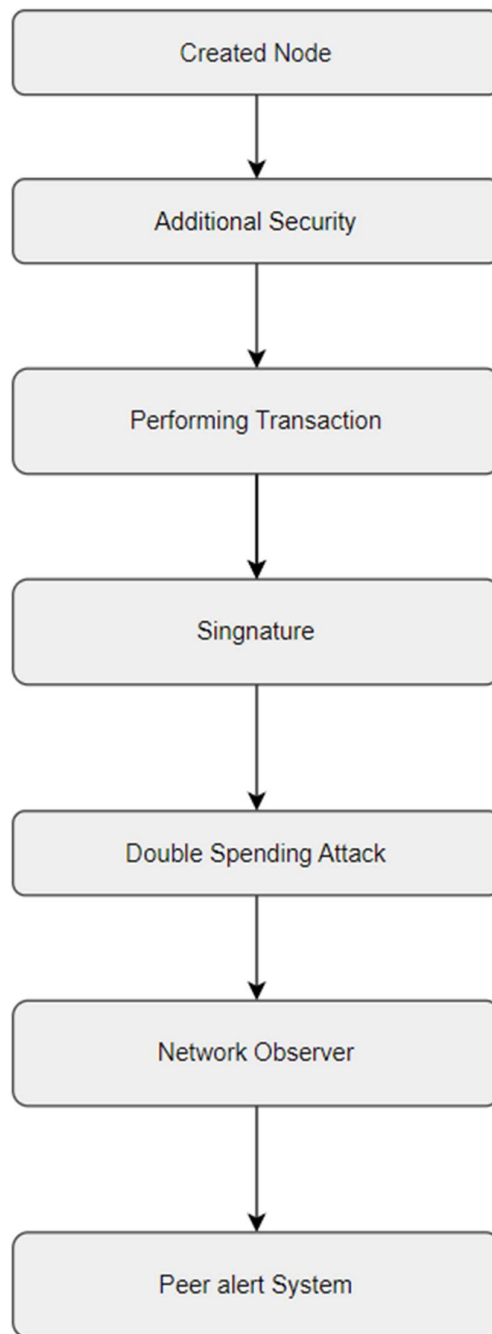 Created Node
Additional Security
Performing Transaction
Singnature
Double Spending Attack
Network Observer
Peer alert System